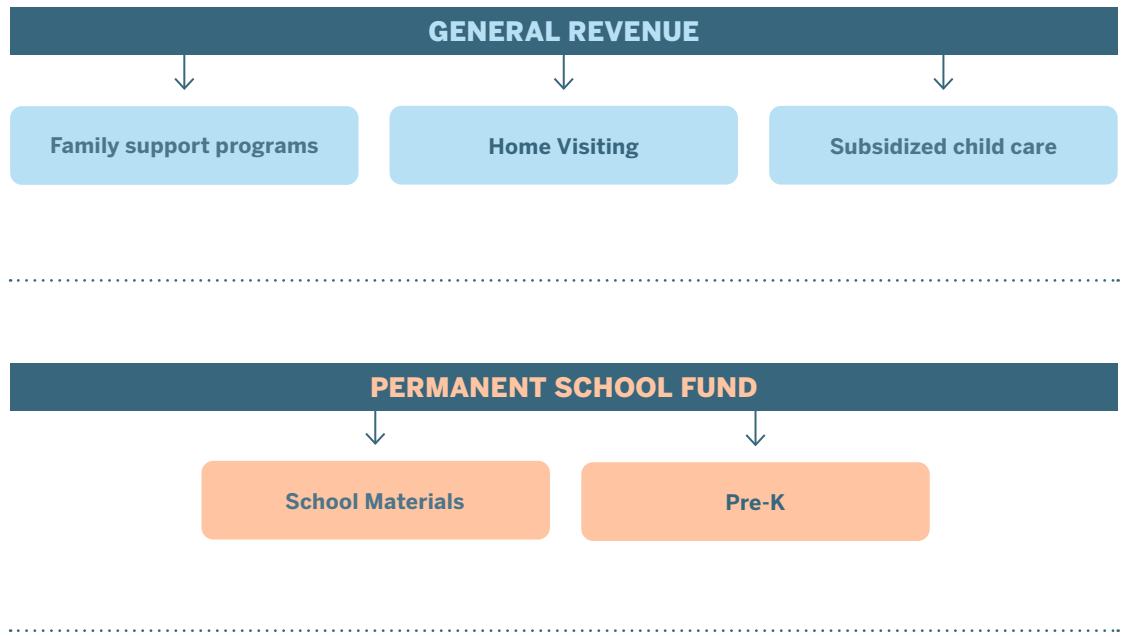 GENERAL REVENUE
Family support programs
Home Visiting
Subsidized child care
PERMANENT SCHOOL FUND
School Materials
Pre-K